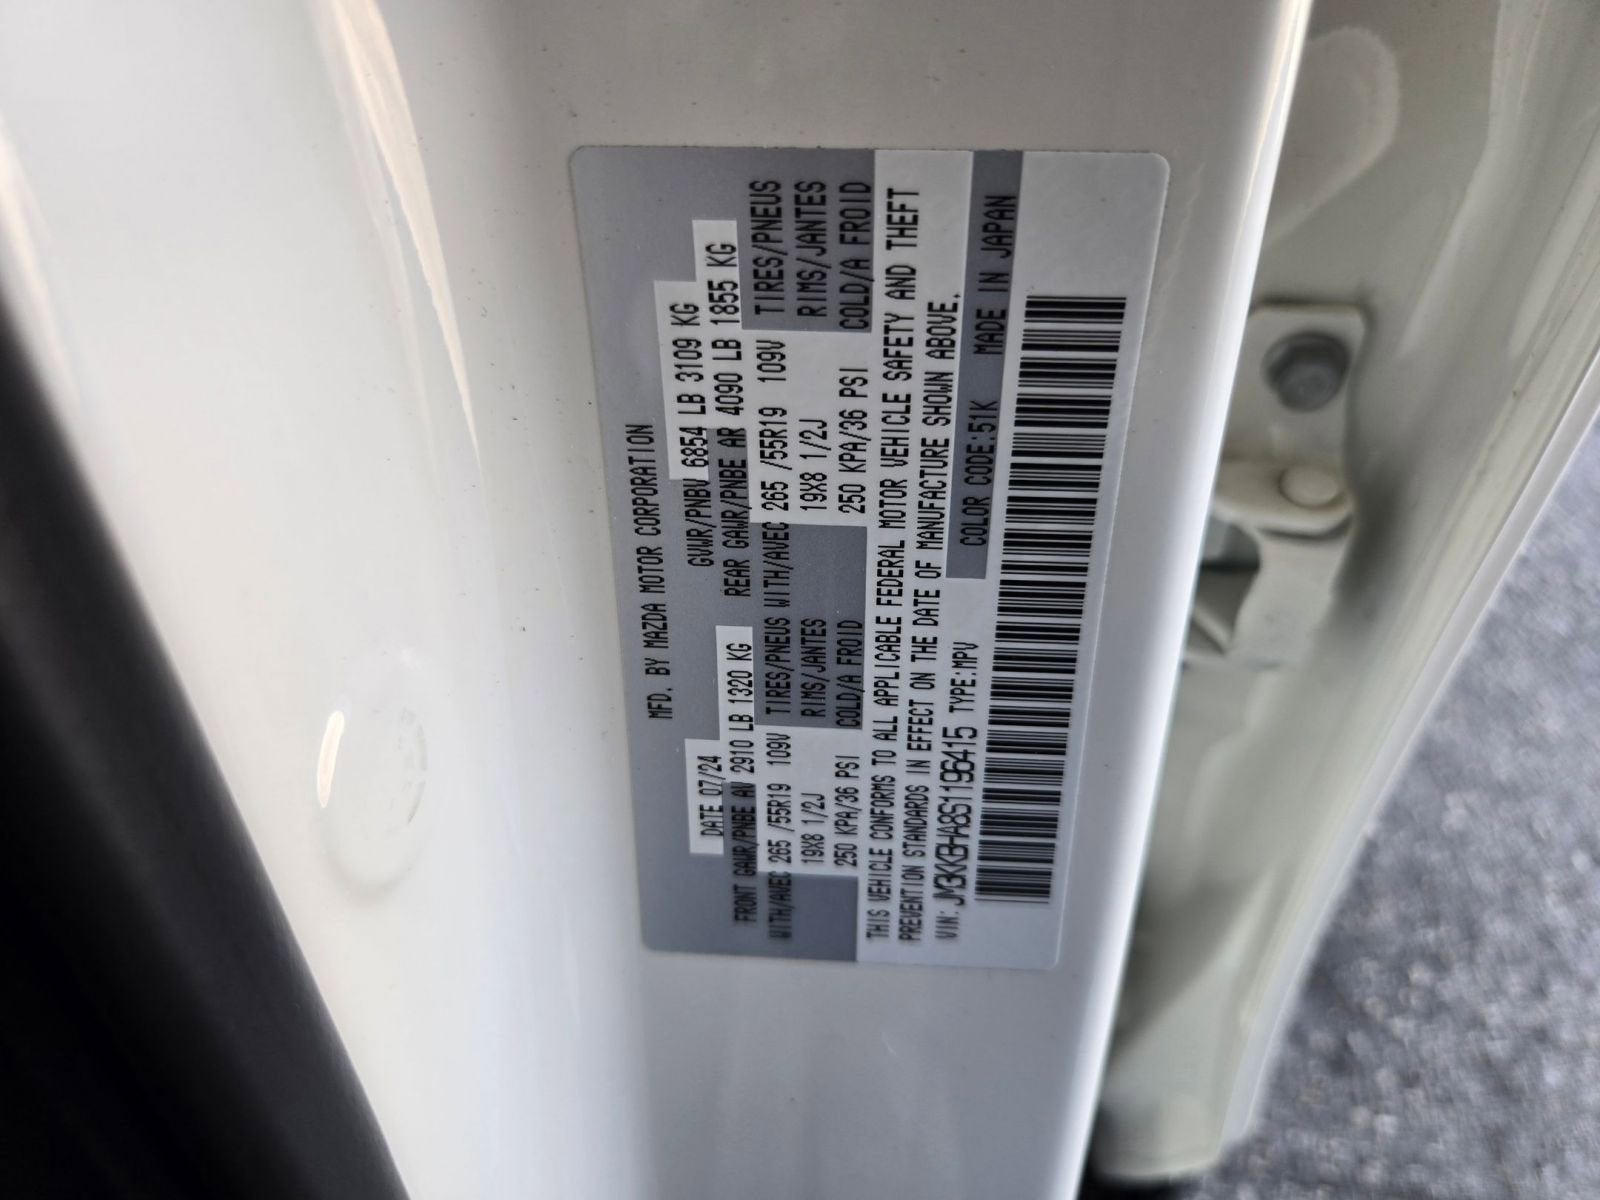 MFD. BY MAZDA MOTOR CORPORATION
DATE 07/24 GVWR/PNBV 6854 LB 3109 KG
FRONT GAWR/PNBE AV 2910 LB 1320 KG REAR GAWR/PNBE AR 4090 LB 1855 KG
WITH/AVEC 265 /55R19 109V TIRES/PNEUS WITH/AVEC 265 /55R19 109V TIRES/PNEUS
19X8 1/2J RIMS/JANTES 19X8 1/2J RIMS/JANTES
250 KPA/36 PSI COLD/A FROID 250 KPA/36 PSI COLD/A FROID
THIS VEHICLE CONFORMS TO ALL APPLICABLE FEDERAL MOTOR VEHICLE SAFETY AND THEFT
PREVENTION STANDARDS IN EFFECT ON THE DATE OF MANUFACTURE SHOWN ABOVE.
VIN: JM3KKBHA8S1196415 TYPE:MPV COLOR CODE:51K MADE IN JAPAN